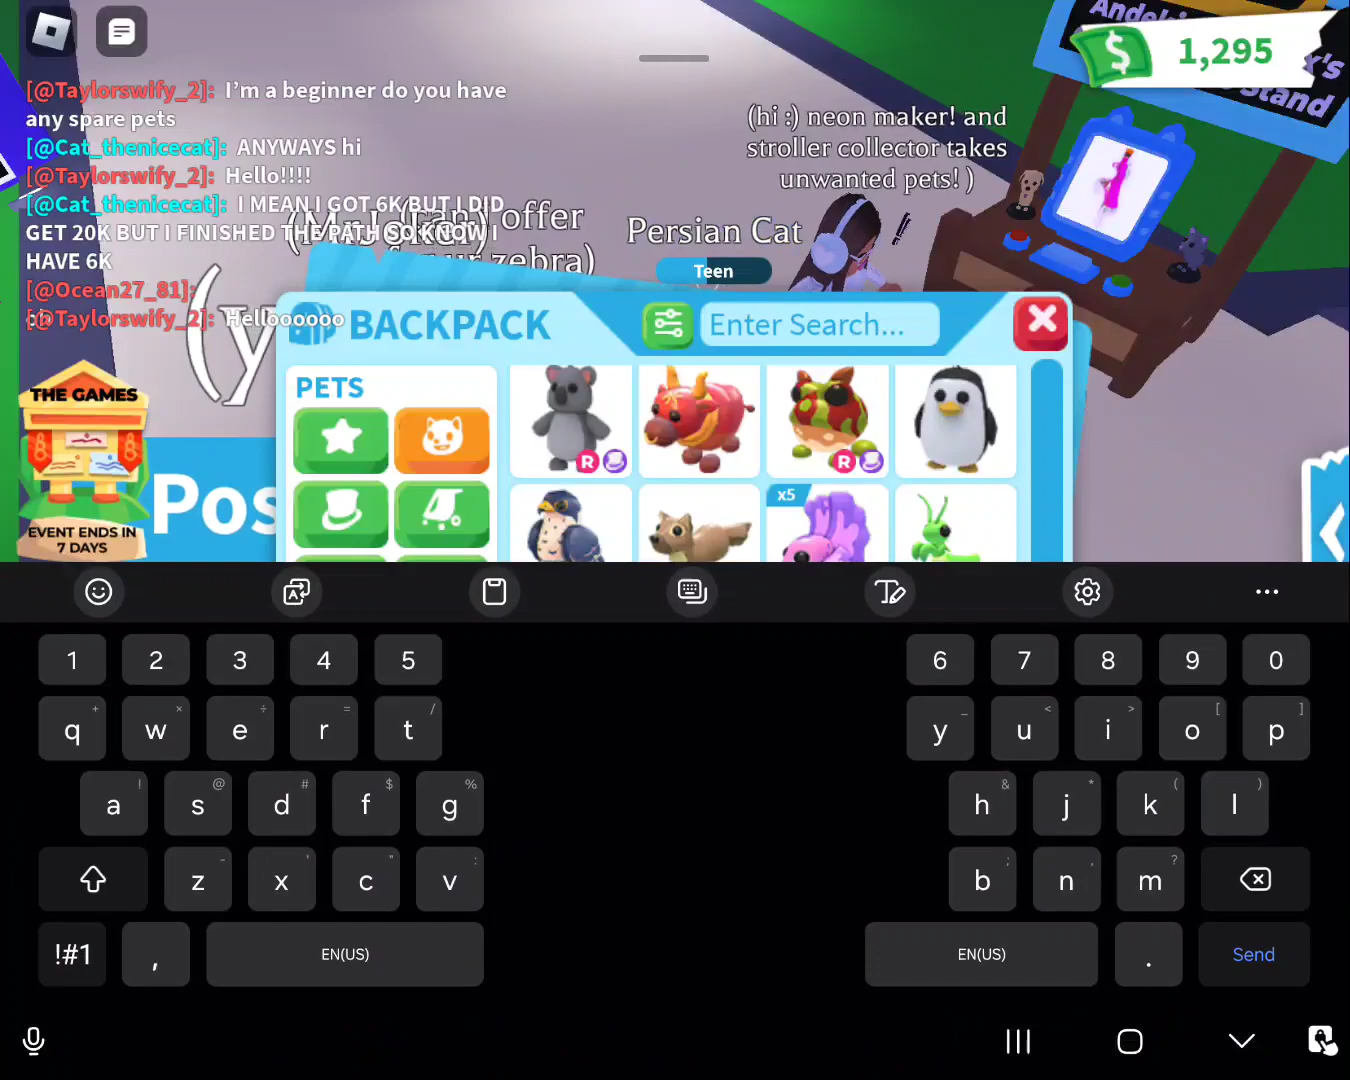 [@Taylorswify_2]: I'm a beginner do you have
any spare pets
[@Cat_thenicecat]: ANYWAYS hi
[@Taylorswify_2]: Hello!!!!
[@Cat_thenicecat]: I MEAN I GOT 6K BUT I DID
GET 20K BUT I FINISHED THE PATH SO KNOW I
HAVE 6K
[@Ocean27_81]:
[@Taylorswify_2]: Helloooooo
1,295
Stand
(hi :) neon maker! and
stroller collector takes
unwanted pets! )
offer
zebra)
Persian Cat
Teen
(y
BACKPACK
Enter Search...
PETS
R
R
x5
THE GAMES
EVENT ENDS IN
7 DAYS
Pos
1 2 3 4 5 6 7 8 9 0
q w e r t y u i o p
+ × ÷ = / _ < > [ ]
a s d f g h j k l
! @ # $ % & * ( )
z x c v b n m
- ' " : ; , ?
!#1 , EN(US) EN(US) . Send